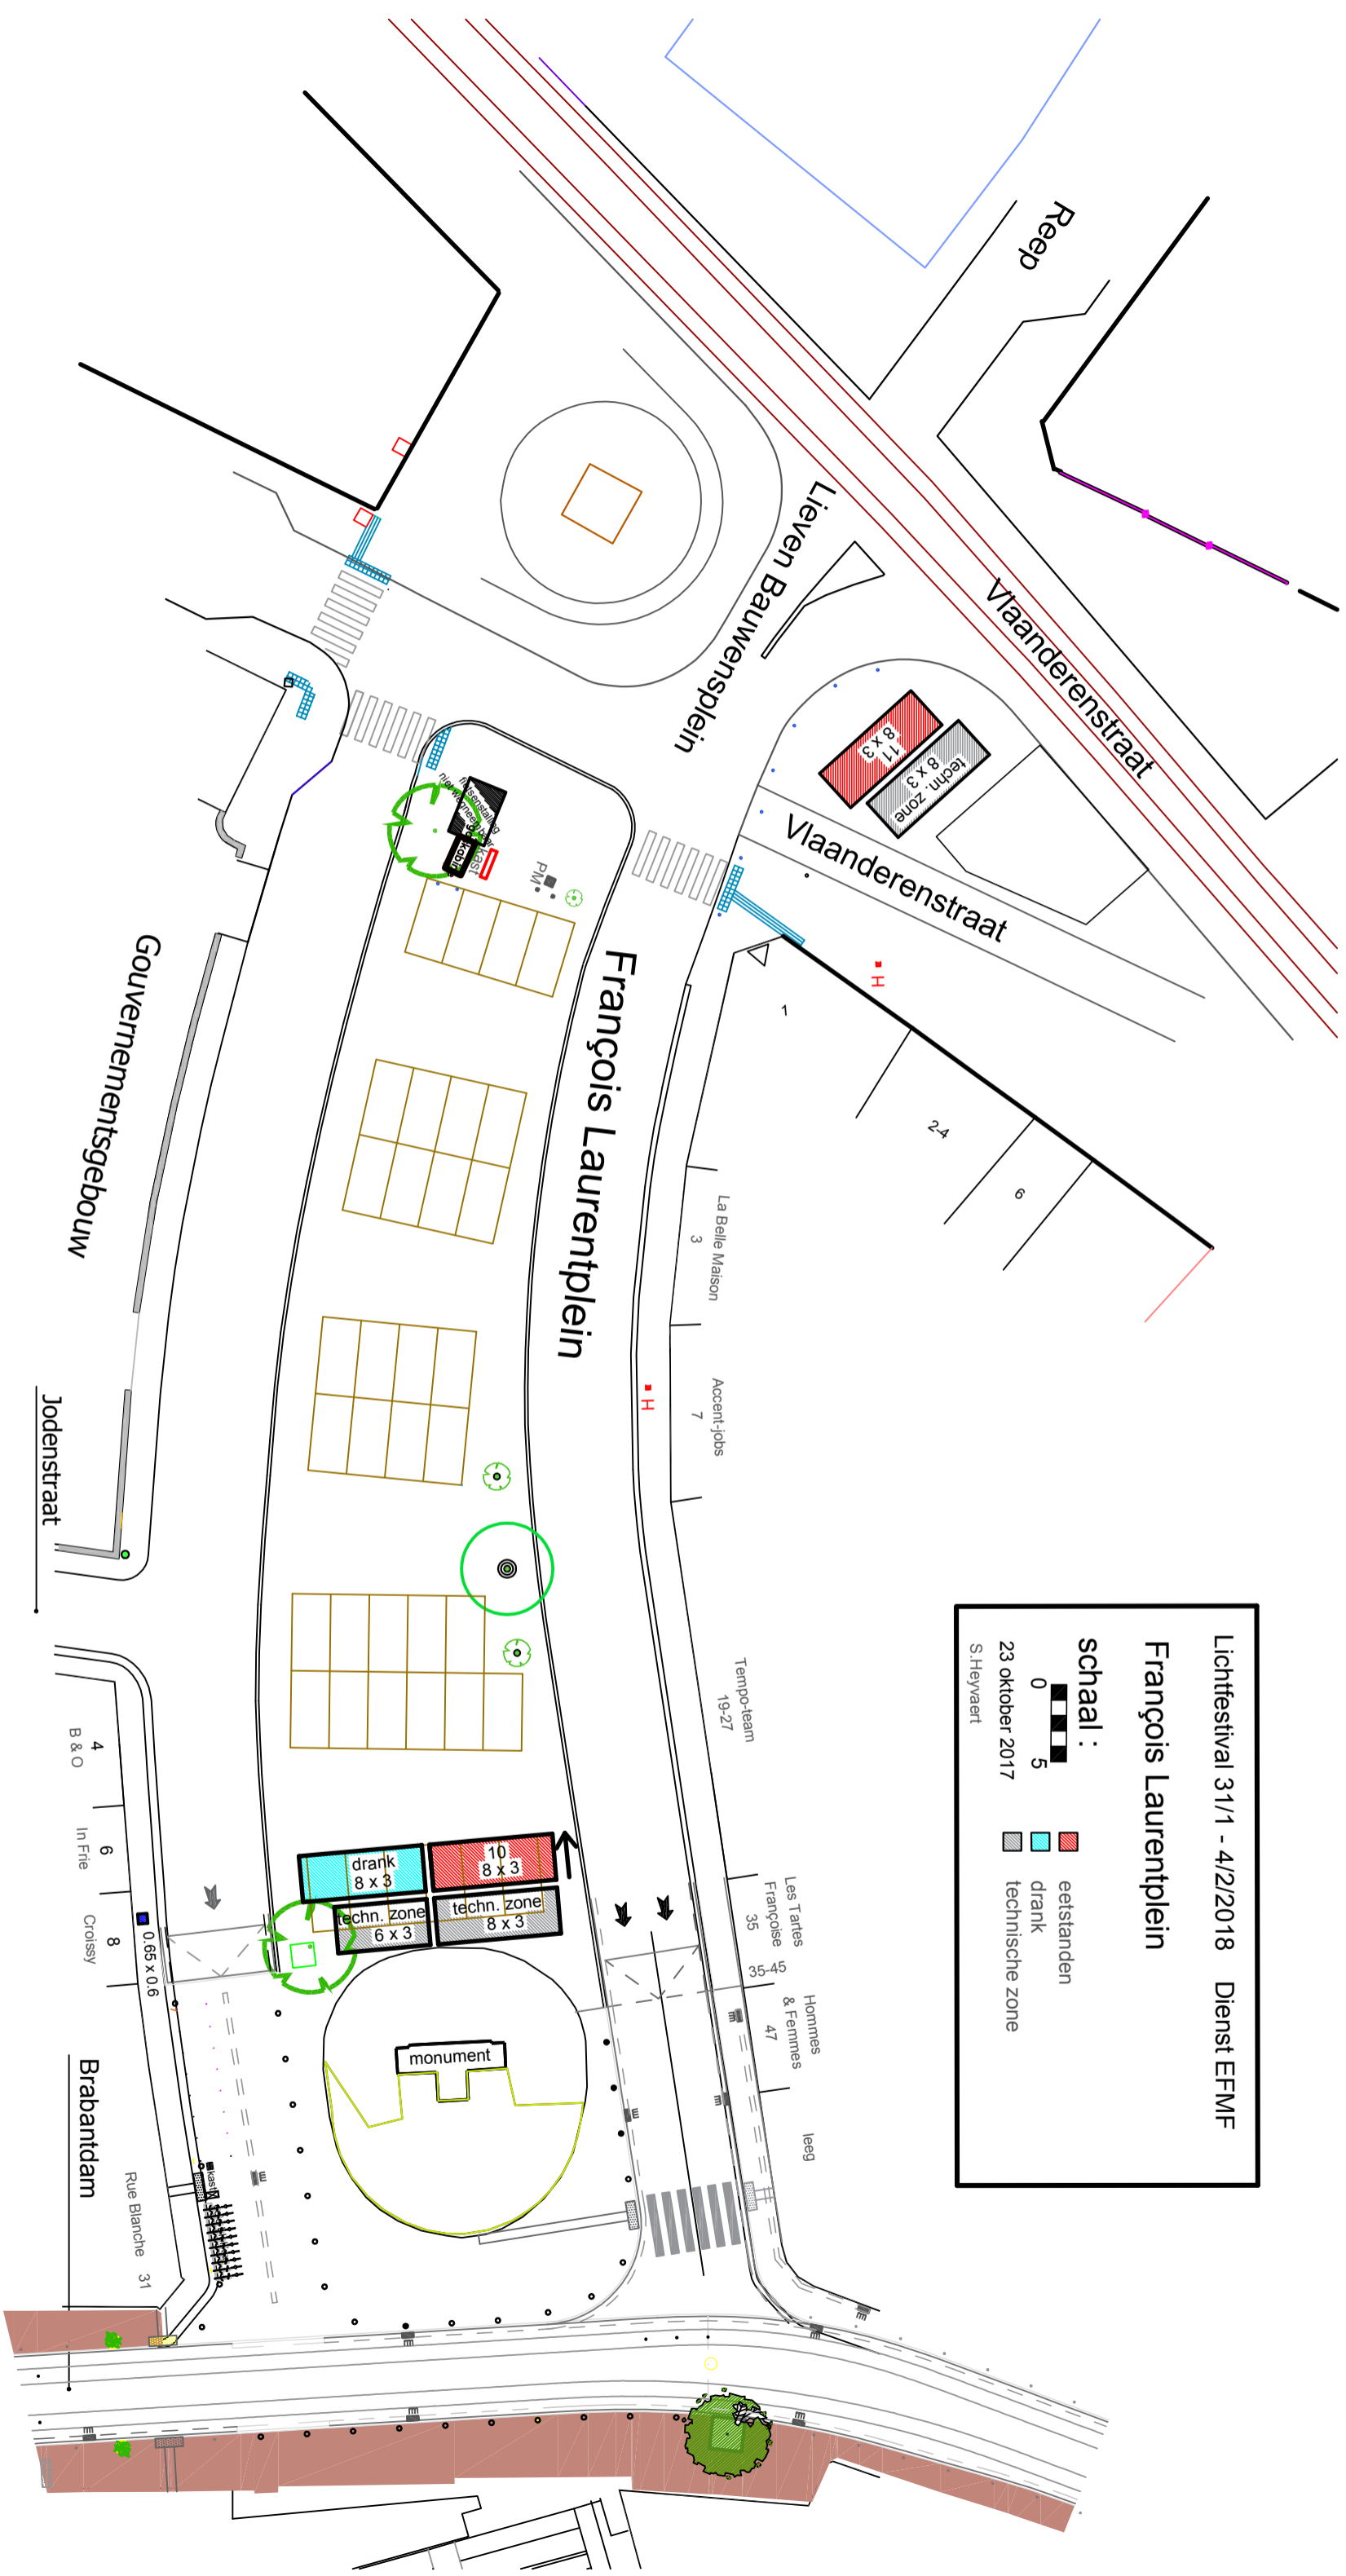 Lichtfestival 31/1 - 4/2/2018 Dienst EFMF
François Laurentplein
schaal :
0 5
23 oktober 2017
S.Heyvaert
eetstanden
drank
technische zone
Reep
Vlaanderenstraat
Lieven Bauwensplein
11
8 x 3
techn. zone
8 x 3
Vlaanderenstraat
H
1
2-4
6
fietsenstalling
kast
PM
François Laurentplein
Gouvernementsgebouw
La Belle Maison
3
Accent-jobs
7
H
Jodenstraat
Tempo-team
19-27
4
B & O
6
In Frie
8
Croissy
0.65 x 0.6
drank
8 x 3
10
8 x 3
techn. zone
6 x 3
techn. zone
8 x 3
Les Tartes
Françoise
35
35-45
Hommes
& Femmes
47
leeg
monument
Brabantdam
kast
Rue Blanche 31